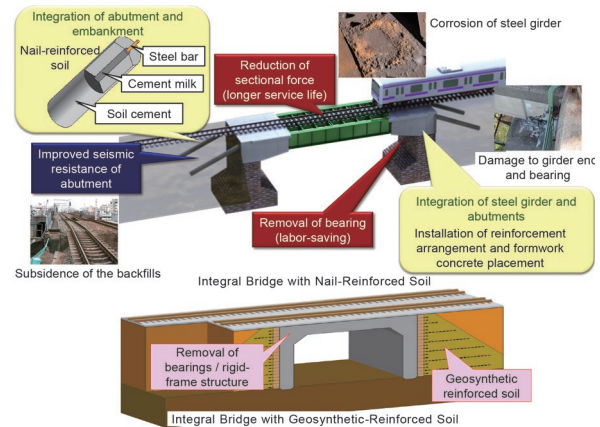 Integration of abutment and
embankment
Nail-reinforced
soil
Steel bar
Cement milk
Soil cement
Reduction of
sectional force
(longer service life)
Corrosion of steel girder
Improved seismic
resistance of
abutment
Damage to girder end
and bearing
Removal of bearing
(labor-saving)
Integration of steel girder and
abutments
Installation of reinforcement
arrangement and formwork
concrete placement
Subsidence of the backfills
Integral Bridge with Nail-Reinforced Soil
Removal of
bearings / rigid-
frame structure
Geosynthetic
reinforced soil
Integral Bridge with Geosynthetic-Reinforced Soil